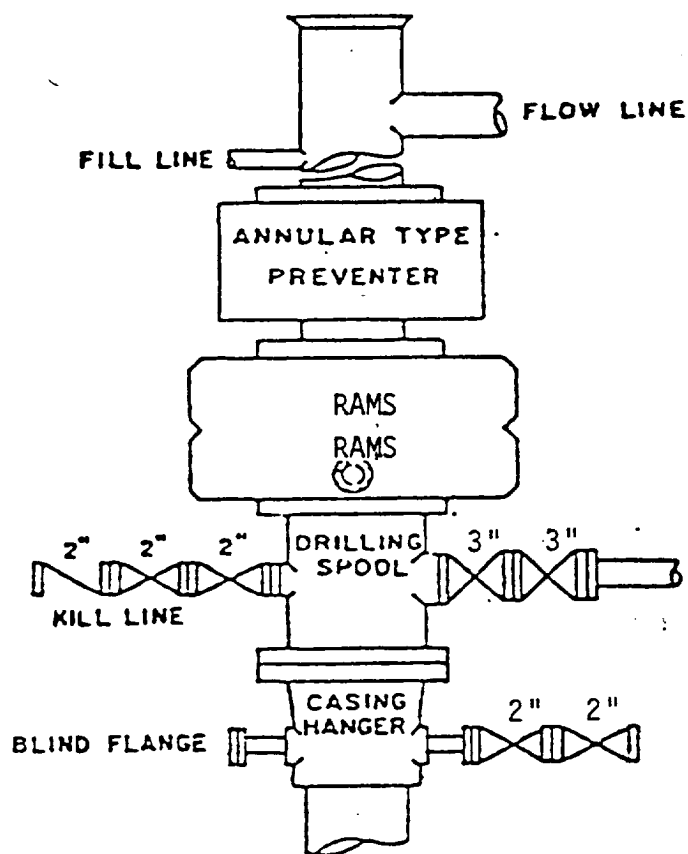 FLOW LINE
FILL LINE
ANNULAR TYPE
PREVENTER
RAMS
RAMS
2" 2" 2"
DRILLING
SPOOL
3" 3"
KILL LINE
CASING
HANGER
2" 2"
BLIND FLANGE